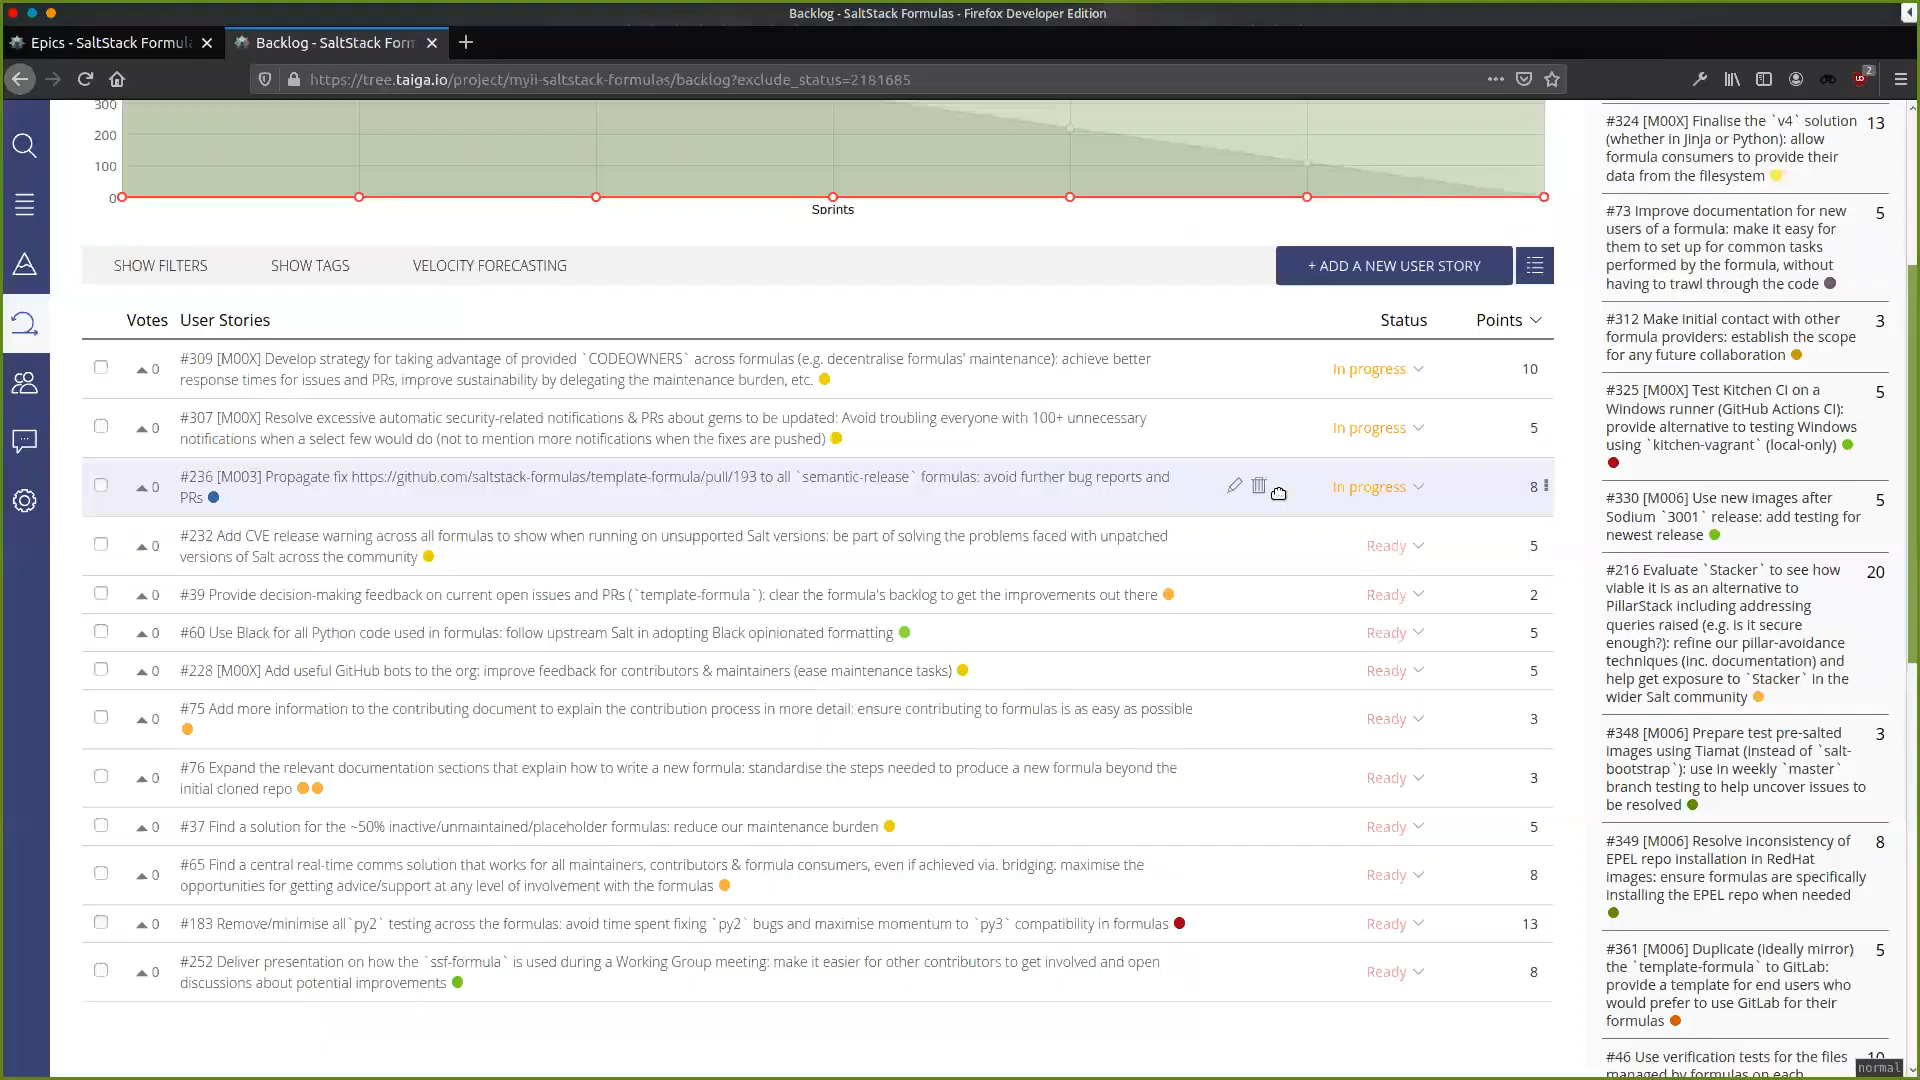 Backlog - SaltStack Formulas - Firefox Developer Edition
Epics - SaltStack Formula
Backlog - SaltStack Form
https://tree.taiga.io/project/myii-saltstack-formulas/backlog?exclude_status=2181685
2
300
200
100
0
Sprints
SHOW FILTERS
SHOW TAGS
VELOCITY FORECASTING
+ ADD A NEW USER STORY
Votes User Stories Status Points
0 #309 [M00X] Develop strategy for taking advantage of provided `CODEOWNERS` across formulas (e.g. decentralise formulas' maintenance): achieve better
response times for issues and PRs, improve sustainability by delegating the maintenance burden, etc.
In progress 10
0 #307 [M00X] Resolve excessive automatic security-related notifications & PRs about gems to be updated: Avoid troubling everyone with 100+ unnecessary
notifications when a select few would do (not to mention more notifications when the fixes are pushed)
In progress 5
0 #236 [M003] Propagate fix https://github.com/saltstack-formulas/template-formula/pull/193 to all `semantic-release` formulas: avoid further bug reports and
PRs
In progress 8
0 #232 Add CVE release warning across all formulas to show when running on unsupported Salt versions: be part of solving the problems faced with unpatched
versions of Salt across the community
Ready 5
0 #39 Provide decision-making feedback on current open issues and PRs (`template-formula`): clear the formula's backlog to get the improvements out there Ready 2
0 #60 Use Black for all Python code used in formulas: follow upstream Salt in adopting Black opinionated formatting Ready 5
0 #228 [M00X] Add useful GitHub bots to the org: improve feedback for contributors & maintainers (ease maintenance tasks) Ready 5
0 #75 Add more information to the contributing document to explain the contribution process in more detail: ensure contributing to formulas is as easy as possible
Ready 3
0 #76 Expand the relevant documentation sections that explain how to write a new formula: standardise the steps needed to produce a new formula beyond the
initial cloned repo
Ready 3
0 #37 Find a solution for the ~50% inactive/unmaintained/placeholder formulas: reduce our maintenance burden Ready 5
0 #65 Find a central real-time comms solution that works for all maintainers, contributors & formula consumers, even if achieved via. bridging: maximise the
opportunities for getting advice/support at any level of involvement with the formulas
Ready 8
0 #183 Remove/minimise all`py2` testing across the formulas: avoid time spent fixing `py2` bugs and maximise momentum to `py3` compatibility in formulas Ready 13
0 #252 Deliver presentation on how the `ssf-formula` is used during a Working Group meeting: make it easier for other contributors to get involved and open
discussions about potential improvements
Ready 8
#324 [M00X] Finalise the `v4` solution 13
(whether in Jinja or Python): allow
formula consumers to provide their
data from the filesystem
#73 Improve documentation for new 5
users of a formula: make it easy for
them to set up for common tasks
performed by the formula, without
having to trawl through the code
#312 Make initial contact with other 3
formula providers: establish the scope
for any future collaboration
#325 [M00X] Test Kitchen CI on a 5
Windows runner (GitHub Actions CI):
provide alternative to testing Windows
using `kitchen-vagrant` (local-only)
#330 [M006] Use new images after 5
Sodium `3001` release: add testing for
newest release
#216 Evaluate `Stacker` to see how 20
viable it is as an alternative to
PillarStack including addressing
queries raised (e.g. is it secure
enough?): refine our pillar-avoidance
techniques (inc. documentation) and
help get exposure to `Stacker` in the
wider Salt community
#348 [M006] Prepare test pre-salted 3
images using Tiamat (instead of `salt-
bootstrap`): use in weekly `master`
branch testing to help uncover issues to
be resolved
#349 [M006] Resolve inconsistency of 8
EPEL repo installation in RedHat
images: ensure formulas are specifically
installing the EPEL repo when needed
#361 [M006] Duplicate (ideally mirror) 5
the `template-formula` to GitLab:
provide a template for end users who
would prefer to use GitLab for their
formulas
#46 Use verification tests for the files 10
managed by formulas on each
normal